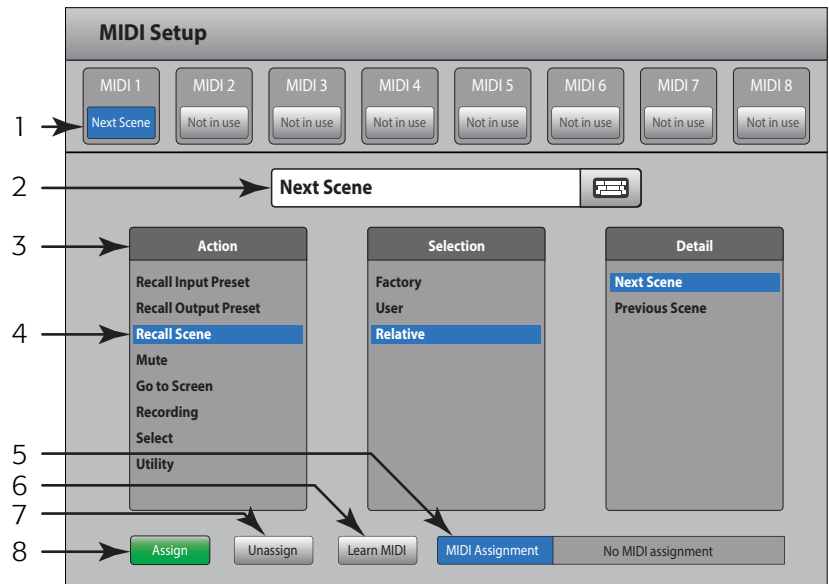 MIDI Setup
MIDI 1 MIDI 2 MIDI 3 MIDI 4 MIDI 5 MIDI 6 MIDI 7 MIDI 8
1 Next Scene Not in use Not in use Not in use Not in use Not in use Not in use Not in use
2 Next Scene
3 Action Selection Detail
Recall Input Preset Factory Next Scene
Recall Output Preset User Previous Scene
4 Recall Scene Relative
Mute
Go to Screen
Recording
Select
5 Utility
6
7
8 Assign Unassign Learn MIDI MIDI Assignment No MIDI assignment